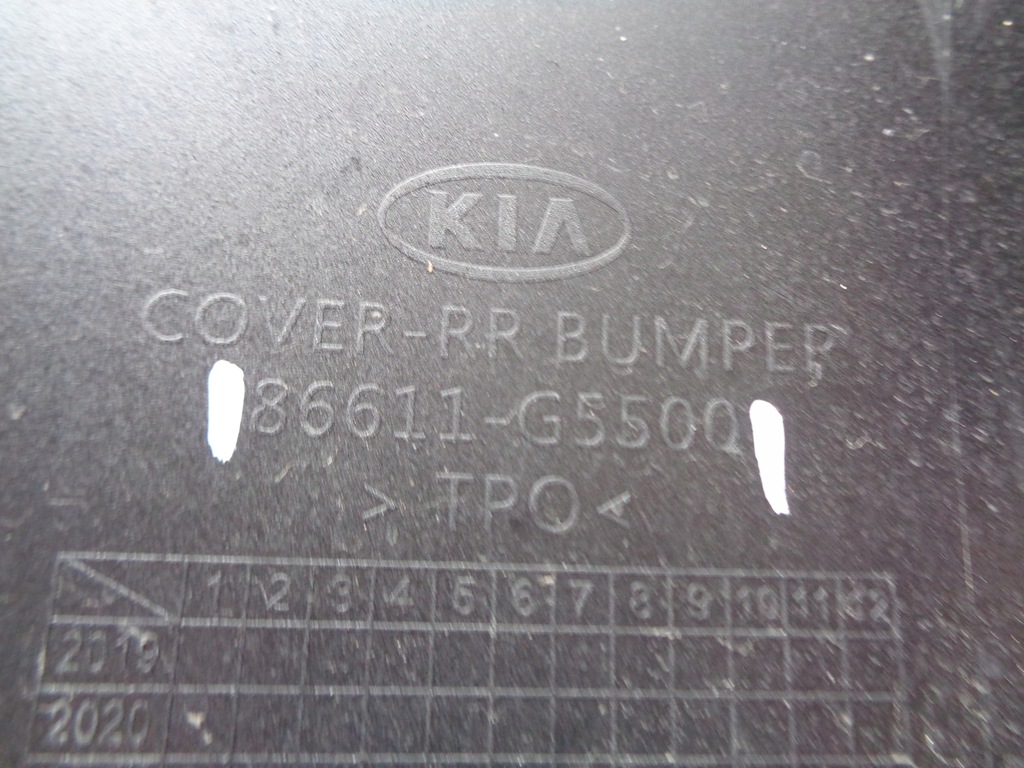 KIA
COVER-RR BUMPER
86611-G550Q
> TPO <
1 2 3 4 5 6 7 8 9 10 11 12
2019
2020